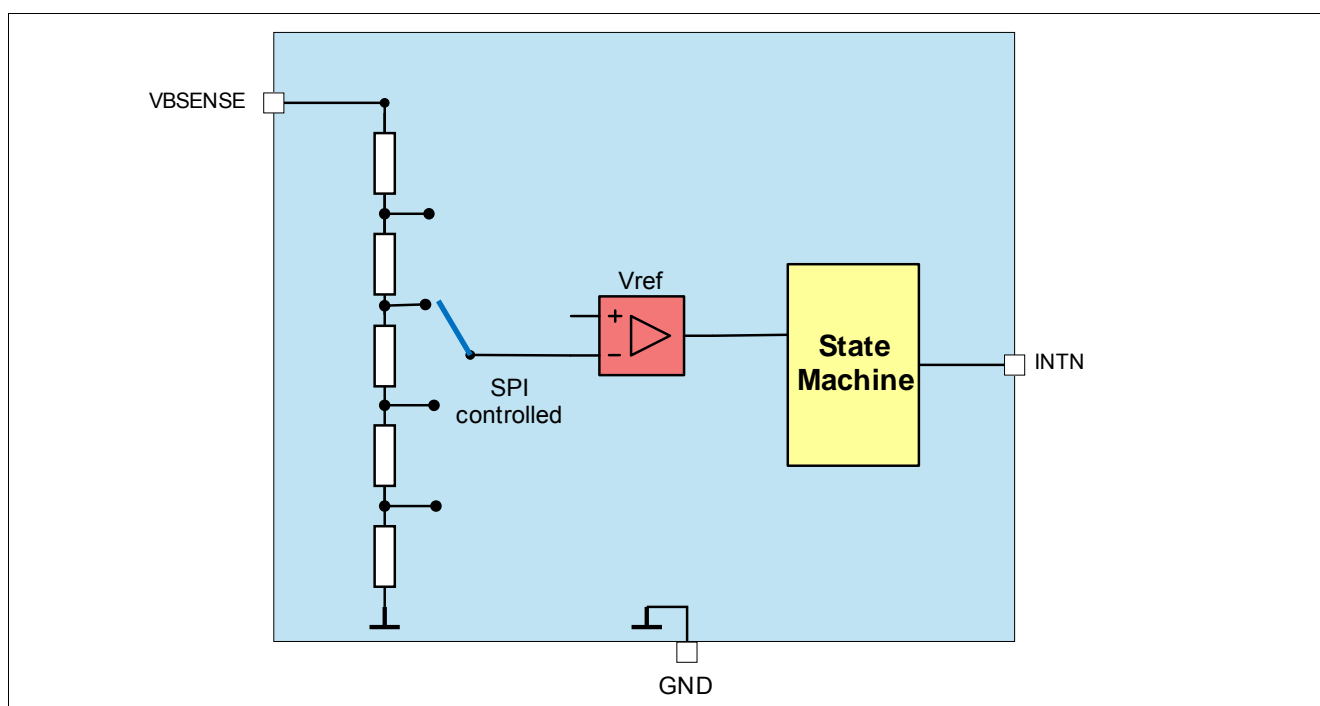 VBSENSE
Vref
+
−
SPI
controlled
State
Machine
INTN
GND